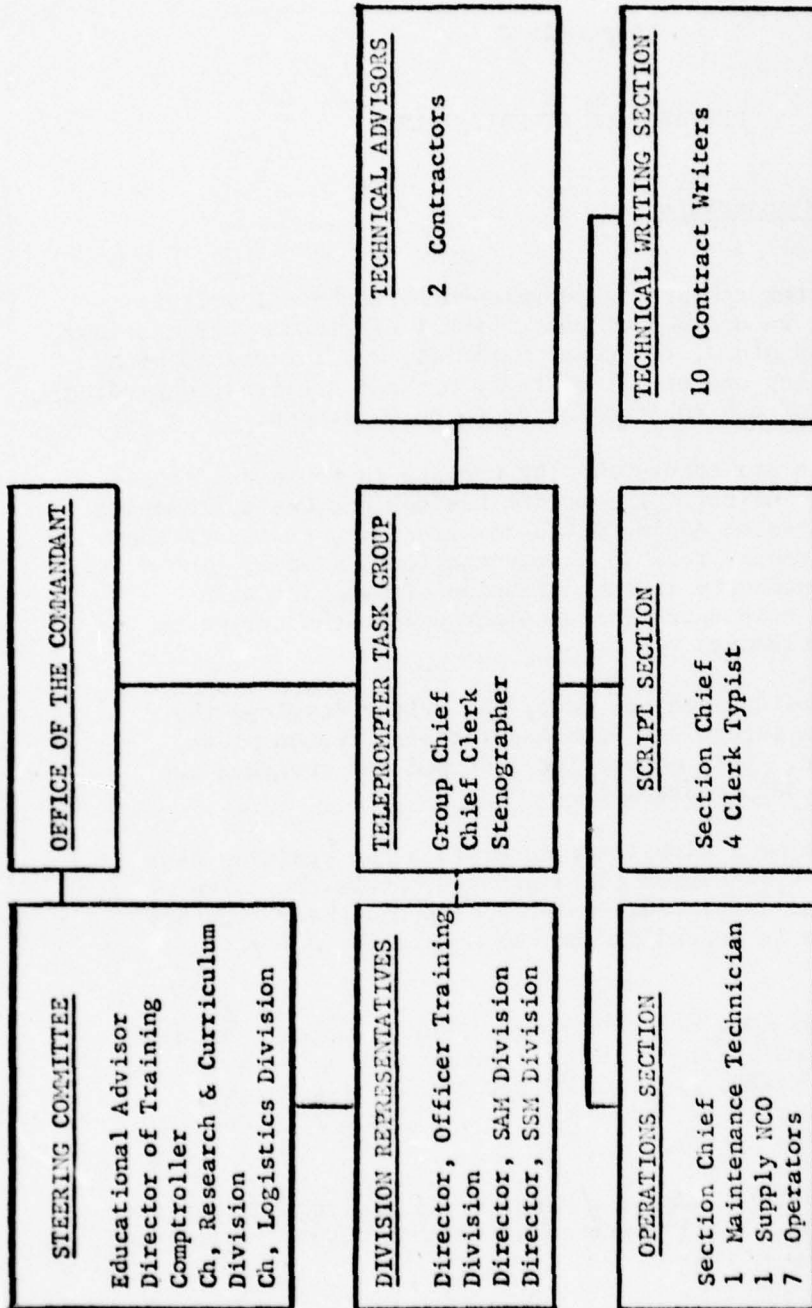 OFFICE OF THE COMMANDANT
STEERING COMMITTEE
Educational Advisor
Director of Training
Comptroller
Ch, Research & Curriculum
Division
Ch, Logistics Division
DIVISION REPRESENTATIVES
Director, Officer Training
Division
Director, SAM Division
Director, SSM Division
TELEPROMPTER TASK GROUP
Group Chief
Chief Clerk
Stenographer
TECHNICAL ADVISORS
2 Contractors
OPERATIONS SECTION
Section Chief
1 Maintenance Technician
1 Supply NCO
7 Operators
SCRIPT SECTION
Section Chief
4 Clerk Typist
TECHNICAL WRITING SECTION
10 Contract Writers